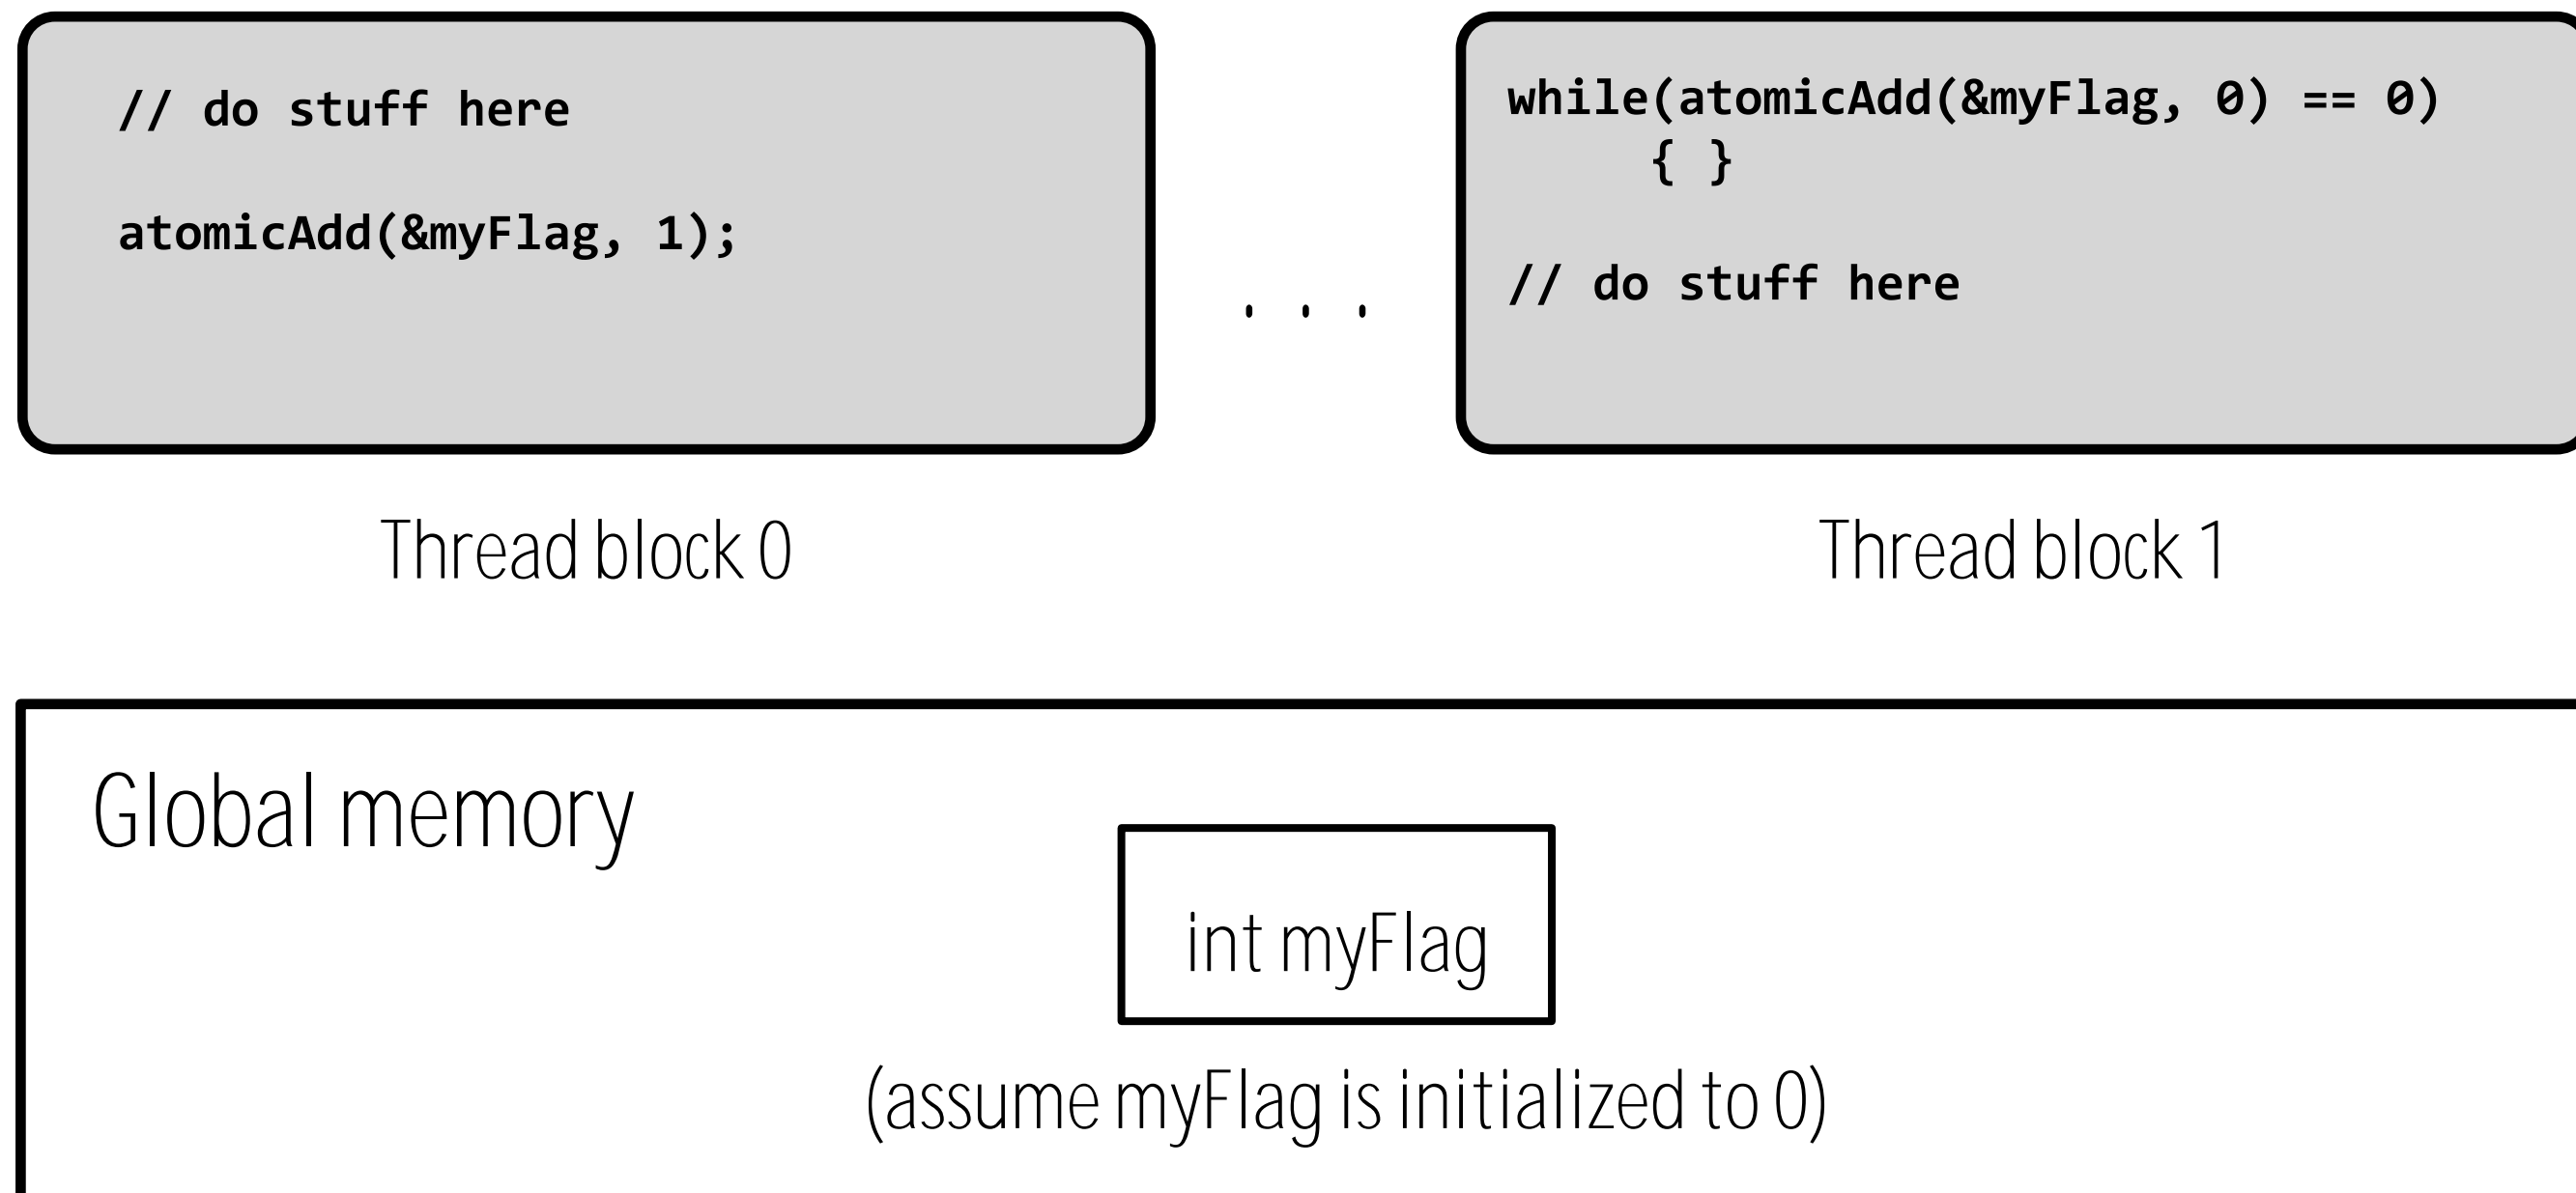 // do stuff here
atomicAdd(&myFlag, 1);
. . .
while(atomicAdd(&myFlag, 0) == 0)
{ }
// do stuff here
Thread block 0
Thread block 1
Global memory
int myFlag
(assume myFlag is initialized to 0)